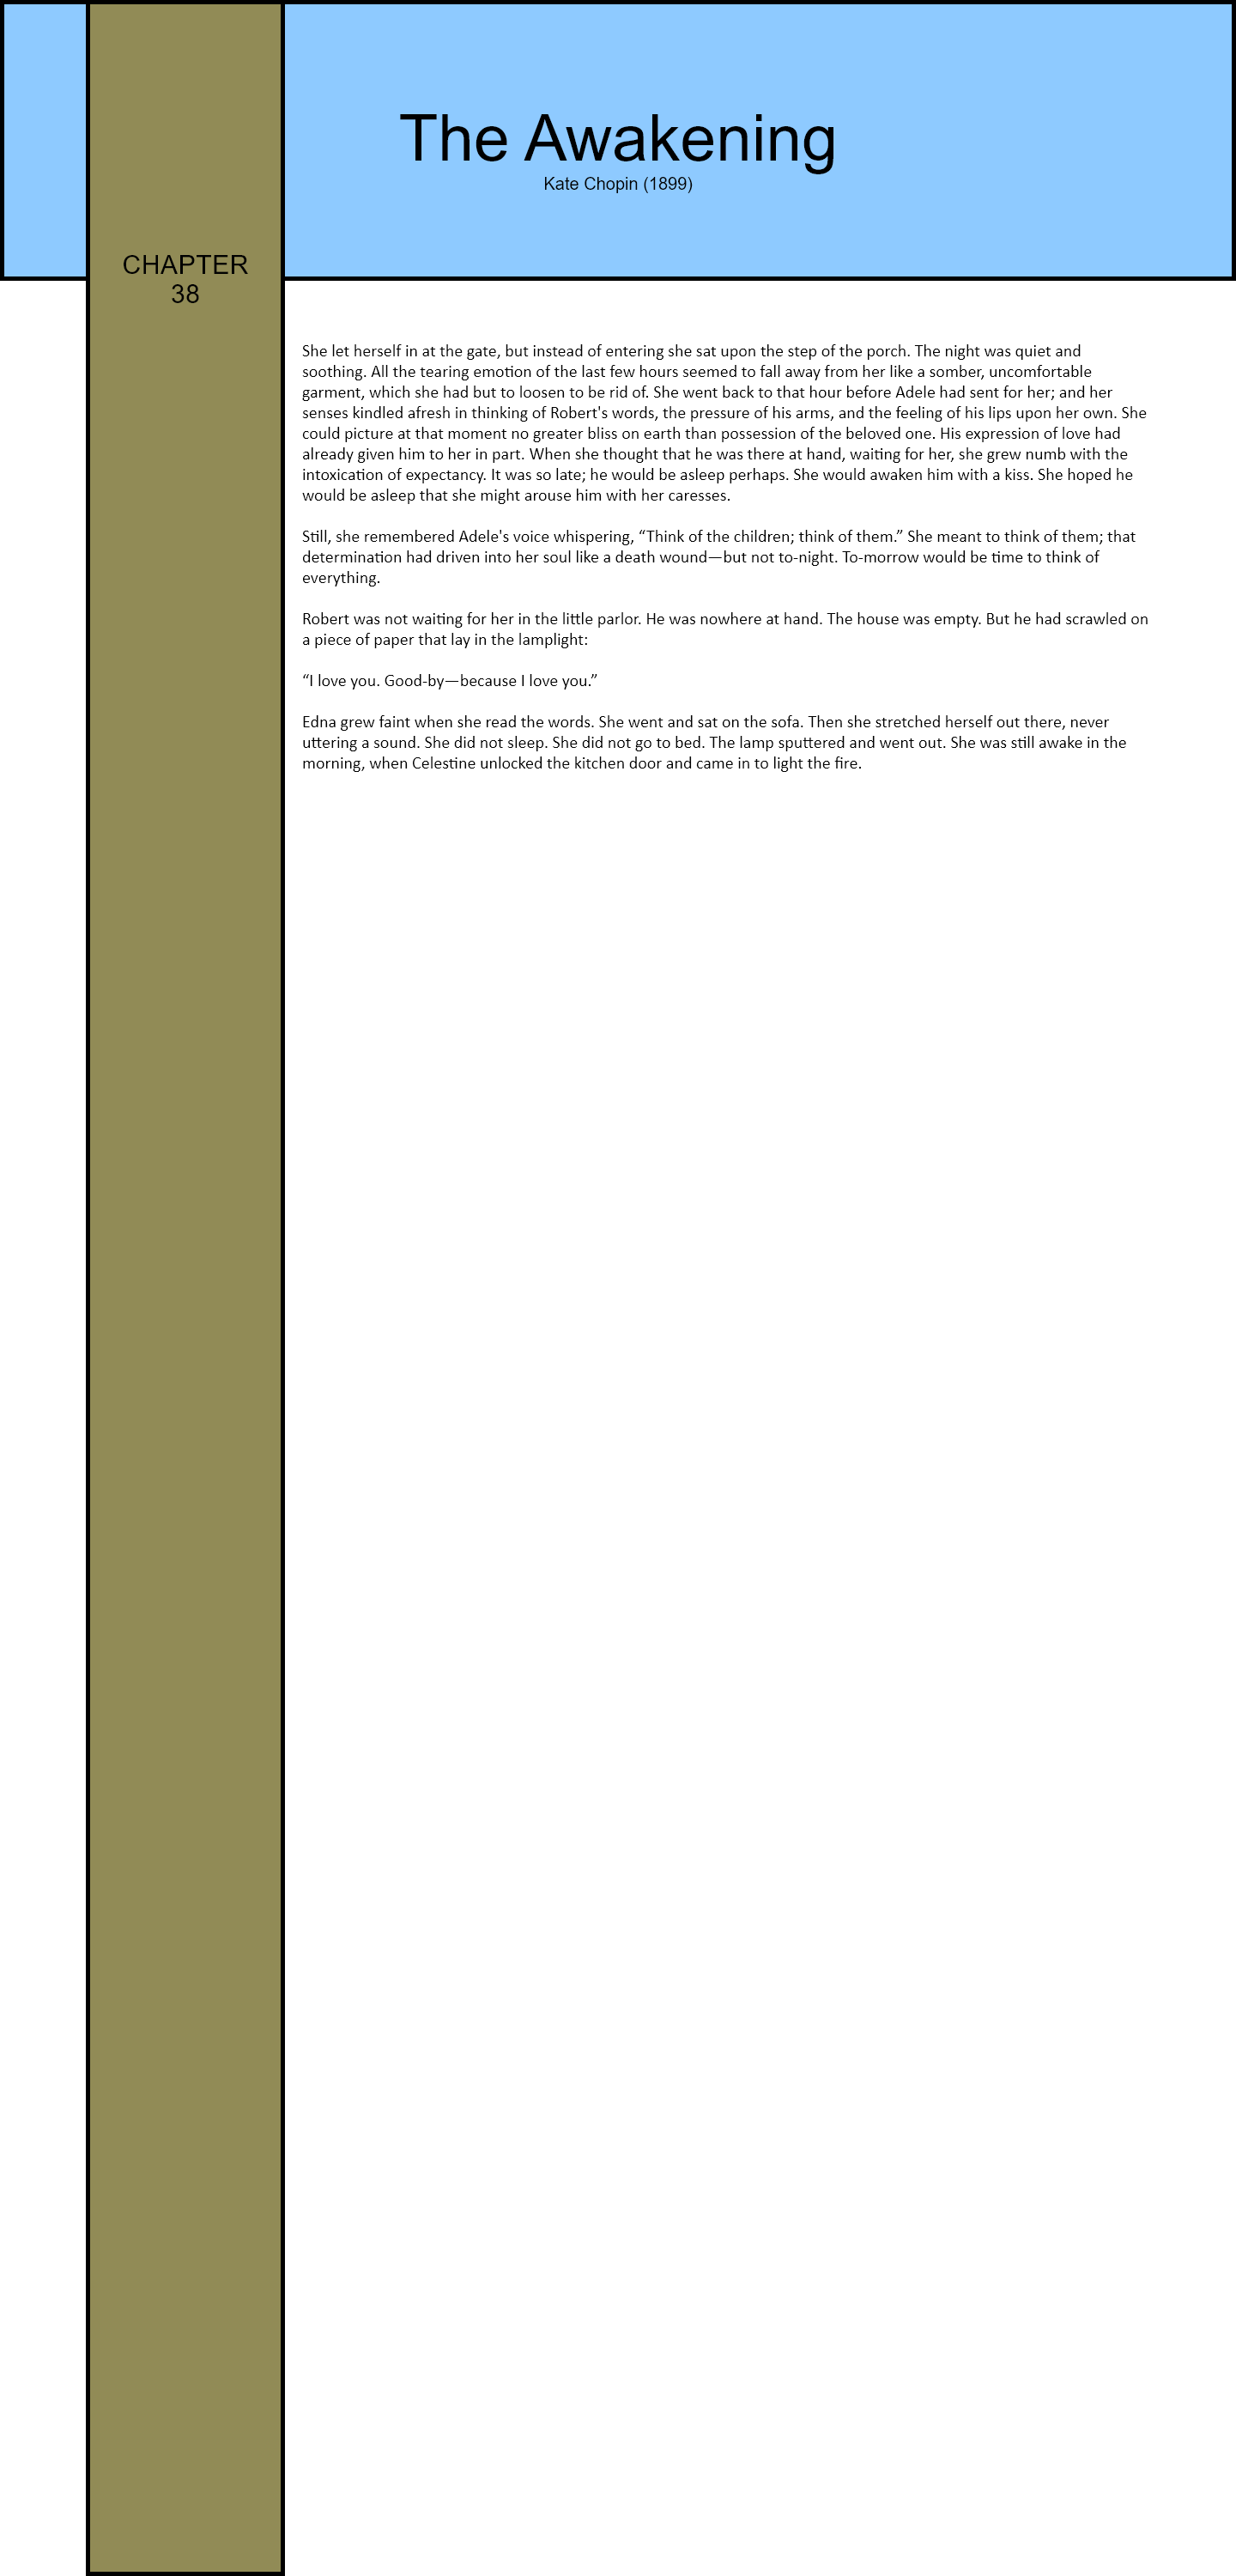 The Awakening
Kate Chopin (1899)
CHAPTER
38
She let herself in at the gate, but instead of entering she sat upon the step of the porch. The night was quiet and
soothing. All the tearing emotion of the last few hours seemed to fall away from her like a somber, uncomfortable
garment, which she had but to loosen to be rid of. She went back to that hour before Adele had sent for her; and her
senses kindled afresh in thinking of Robert's words, the pressure of his arms, and the feeling of his lips upon her own. She
could picture at that moment no greater bliss on earth than possession of the beloved one. His expression of love had
already given him to her in part. When she thought that he was there at hand, waiting for her, she grew numb with the
intoxication of expectancy. It was so late; he would be asleep perhaps. She would awaken him with a kiss. She hoped he
would be asleep that she might arouse him with her caresses.
Still, she remembered Adele's voice whispering, “Think of the children; think of them.” She meant to think of them; that
determination had driven into her soul like a death wound—but not to-night. To-morrow would be time to think of
everything.
Robert was not waiting for her in the little parlor. He was nowhere at hand. The house was empty. But he had scrawled on
a piece of paper that lay in the lamplight:
“I love you. Good-by—because I love you.”
Edna grew faint when she read the words. She went and sat on the sofa. Then she stretched herself out there, never
uttering a sound. She did not sleep. She did not go to bed. The lamp sputtered and went out. She was still awake in the
morning, when Celestine unlocked the kitchen door and came in to light the fire.